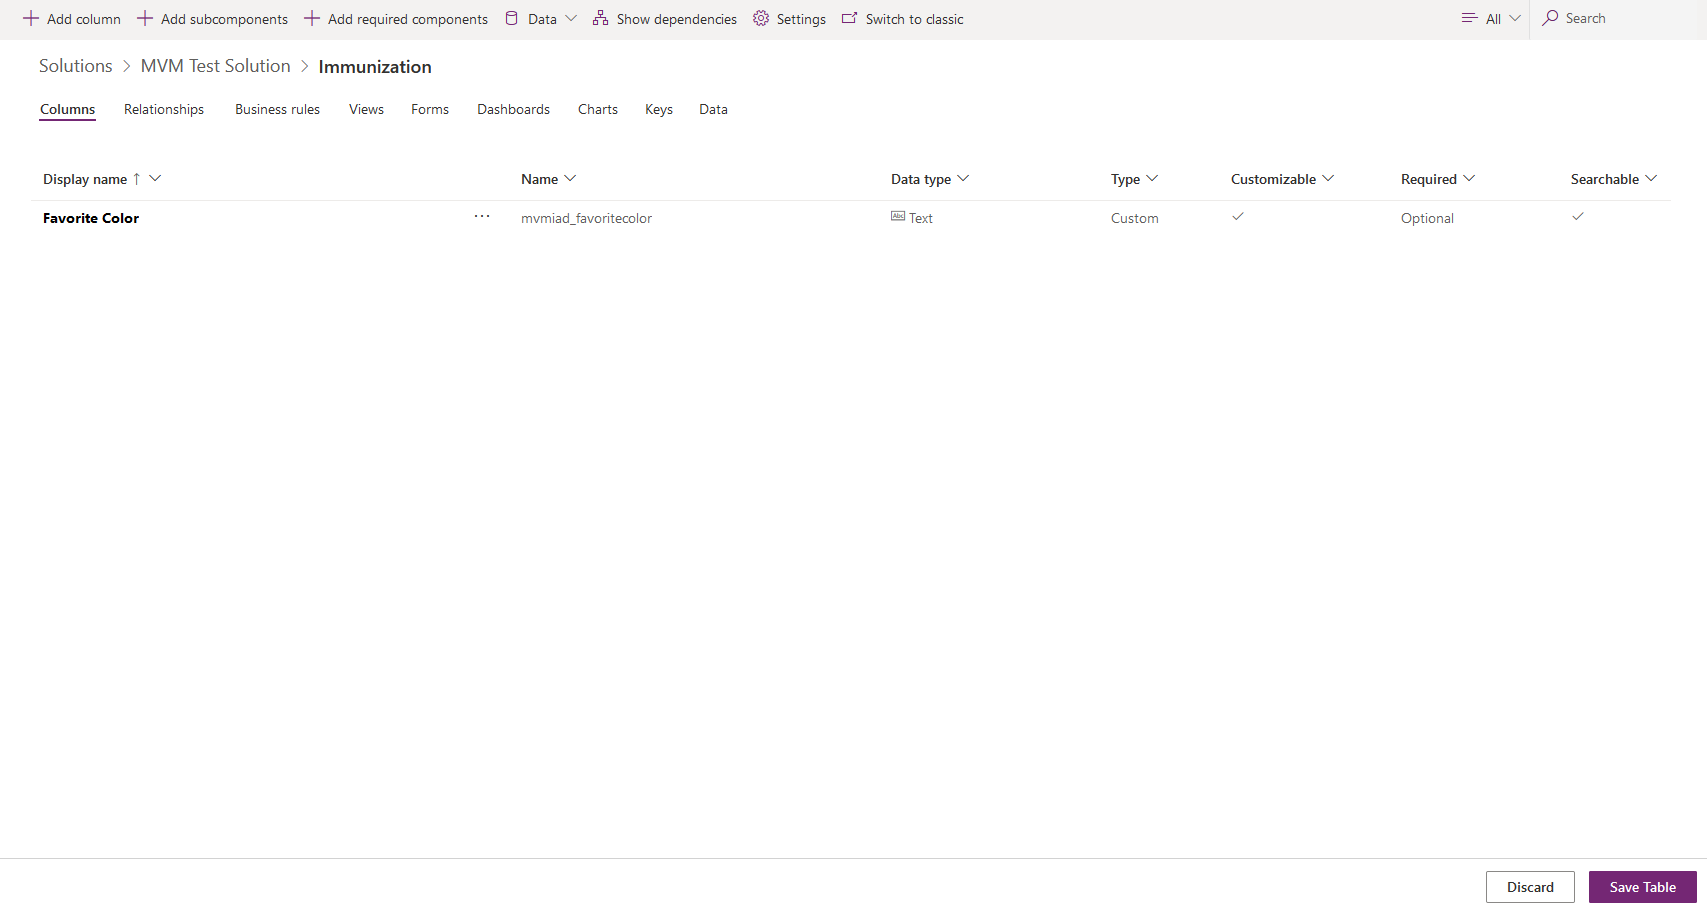 Add column Add subcomponents Add required components Data Show dependencies Settings Switch to classic All Search
Solutions > MVM Test Solution > Immunization
Columns Relationships Business rules Views Forms Dashboards Charts Keys Data
Display name ↑ Name Data type Type Customizable Required Searchable
Favorite Color ... mvmiad_favoritecolor Abc Text Custom ✓ Optional ✓
Discard Save Table